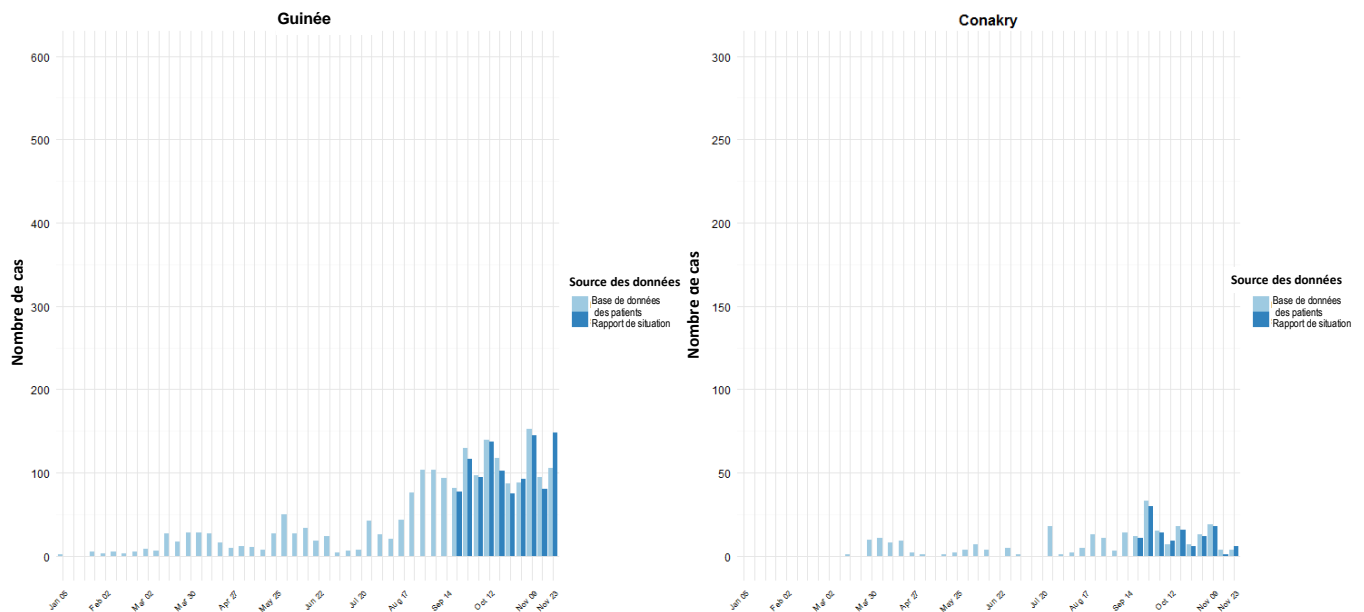 Guinée
600
500
400
300
200
100
0
Nombre de cas
Jan 05
Feb 02
Mar 02
Mar 30
Apr 27
May 25
Jun 22
Jul 20
Aug 17
Sep 14
Oct 12
Nov 09
Nov 23
Source des données
Base de données
des patients
Rapport de situation
Conakry
300
250
200
150
100
50
0
Nombre de cas
Jan 05
Feb 02
Mar 02
Mar 30
Apr 27
May 25
Jun 22
Jul 20
Aug 17
Sep 14
Oct 12
Nov 09
Nov 23
Source des données
Base de données
des patients
Rapport de situation